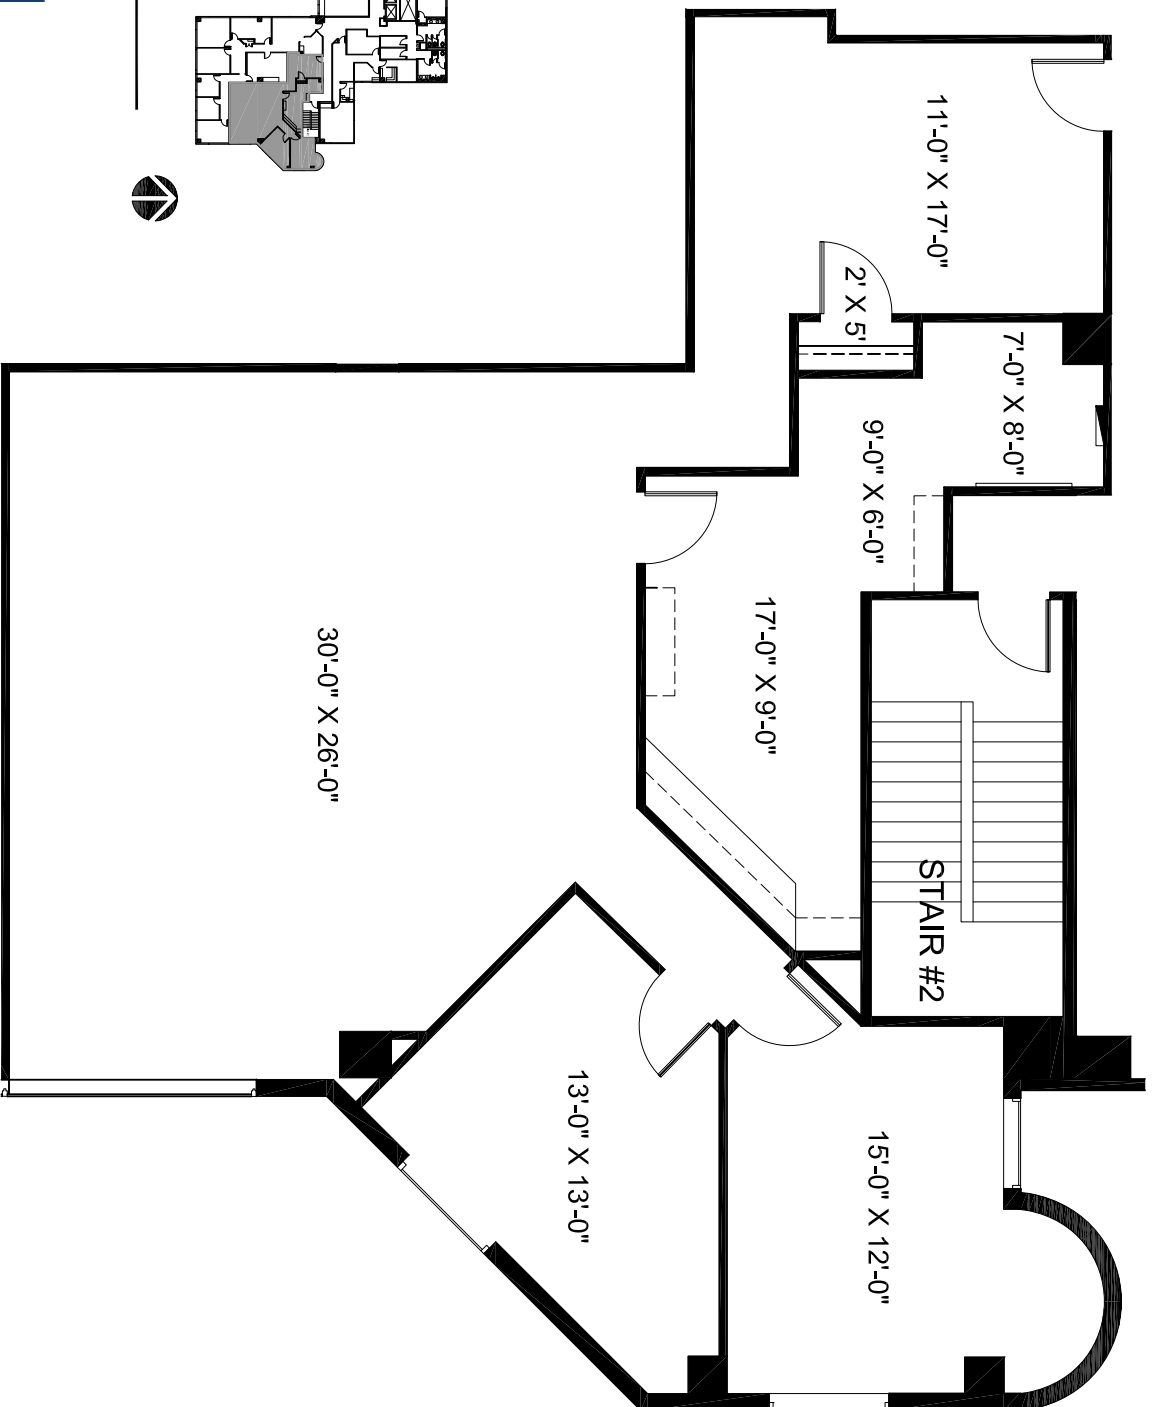 11'-0" X 17'-0"
2' X 5'
7'-0" X 8'-0"
9'-0" X 6'-0"
17'-0" X 9'-0"
30'-0" X 26'-0"
STAIR #2
13'-0" X 13'-0"
15'-0" X 12'-0"